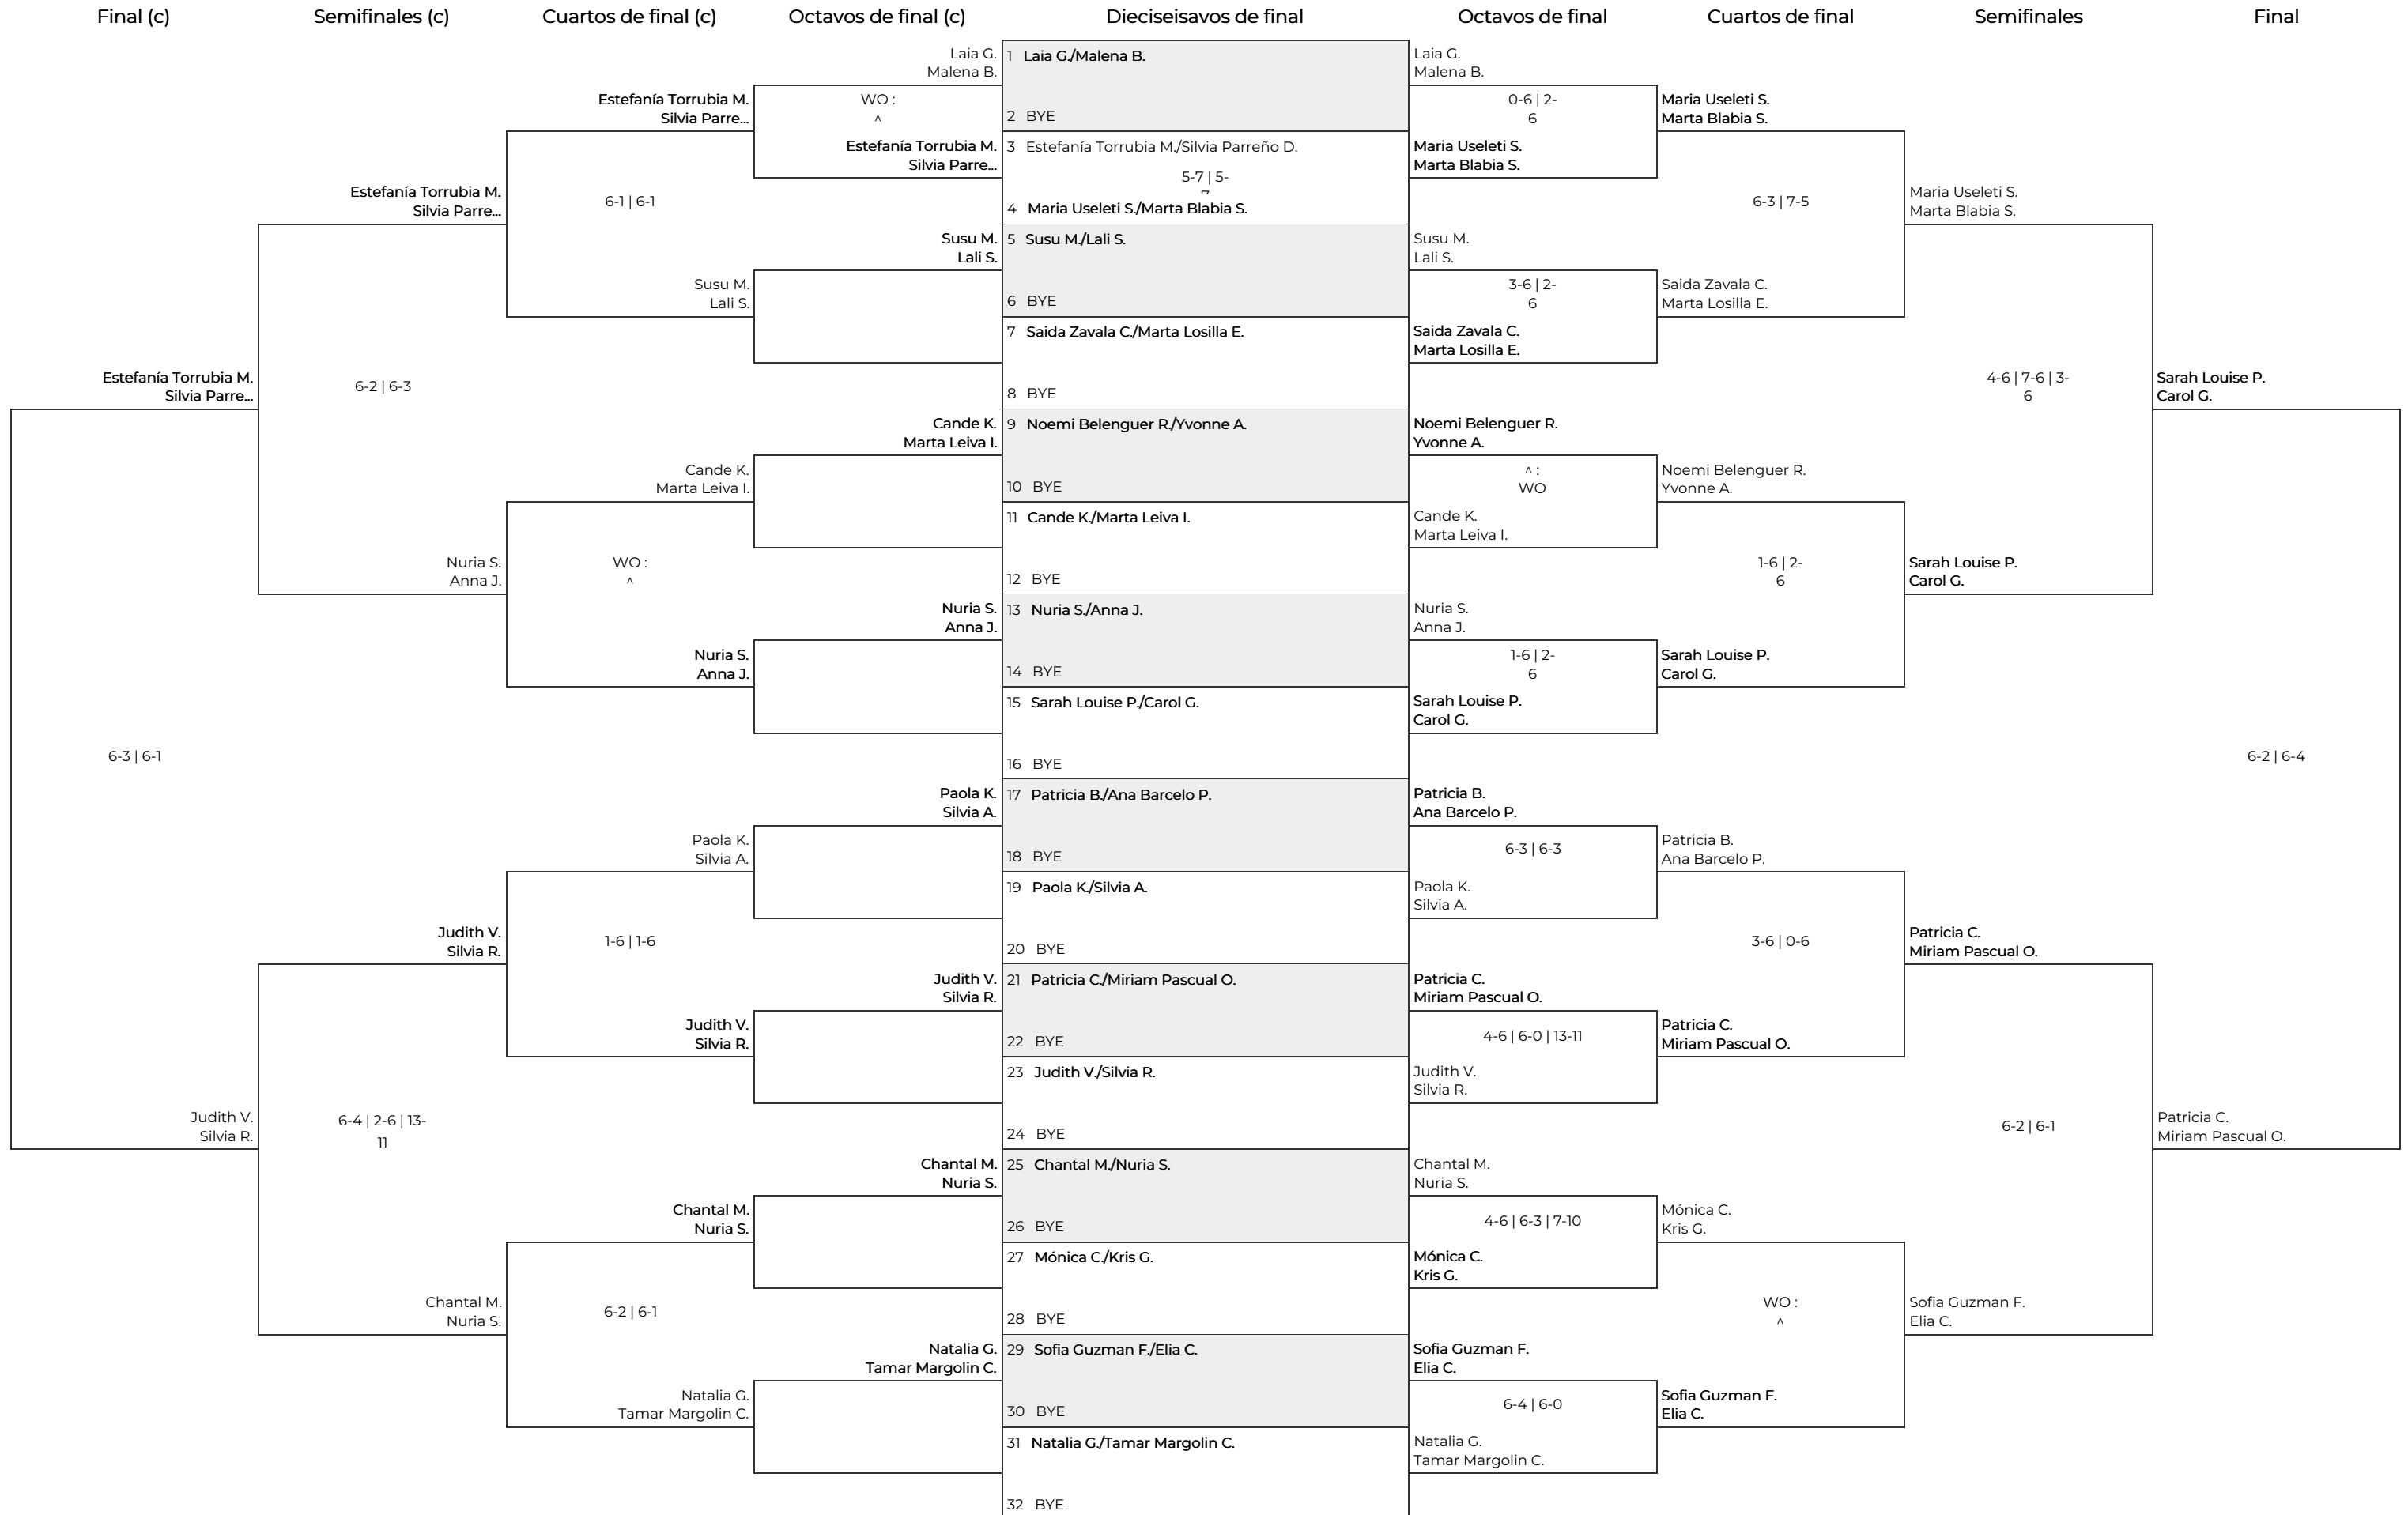 Final (c)
Semifinales (c)
Cuartos de final (c)
Octavos de final (c)
Dieciseisavos de final
Octavos de final
Cuartos de final
Semifinales
Final
Estefanía Torrubia M.
Silvia Parre...
6-3 | 6-1
Judith V.
Silvia R.
Estefanía Torrubia M.
Silvia Parre...
6-2 | 6-3
Nuria S.
Anna J.
Judith V.
Silvia R.
6-4 | 2-6 | 13-
11
Chantal M.
Nuria S.
Estefanía Torrubia M.
Silvia Parre...
6-1 | 6-1
Susu M.
Lali S.
Cande K.
Marta Leiva I.
WO :
^
Nuria S.
Anna J.
Paola K.
Silvia A.
1-6 | 1-6
Judith V.
Silvia R.
Chantal M.
Nuria S.
6-2 | 6-1
Natalia G.
Tamar Margolin C.
Laia G.
Malena B.
WO :
^
Estefanía Torrubia M.
Silvia Parre...
Susu M.
Lali S.
Cande K.
Marta Leiva I.
Nuria S.
Anna J.
Paola K.
Silvia A.
Judith V.
Silvia R.
Chantal M.
Nuria S.
Natalia G.
Tamar Margolin C.
1 Laia G./Malena B.
2 BYE
3 Estefanía Torrubia M./Silvia Parreño D.
5-7 | 5-
7
4 Maria Useleti S./Marta Blabia S.
5 Susu M./Lali S.
6 BYE
7 Saida Zavala C./Marta Losilla E.
8 BYE
9 Noemi Belenguer R./Yvonne A.
10 BYE
11 Cande K./Marta Leiva I.
12 BYE
13 Nuria S./Anna J.
14 BYE
15 Sarah Louise P./Carol G.
16 BYE
17 Patricia B./Ana Barcelo P.
18 BYE
19 Paola K./Silvia A.
20 BYE
21 Patricia C./Miriam Pascual O.
22 BYE
23 Judith V./Silvia R.
24 BYE
25 Chantal M./Nuria S.
26 BYE
27 Mónica C./Kris G.
28 BYE
29 Sofia Guzman F./Elia C.
30 BYE
31 Natalia G./Tamar Margolin C.
32 BYE
Laia G.
Malena B.
0-6 | 2-
6
Maria Useleti S.
Marta Blabia S.
Susu M.
Lali S.
3-6 | 2-
6
Saida Zavala C.
Marta Losilla E.
Noemi Belenguer R.
Yvonne A.
^ :
WO
Cande K.
Marta Leiva I.
Nuria S.
Anna J.
1-6 | 2-
6
Sarah Louise P.
Carol G.
Patricia B.
Ana Barcelo P.
6-3 | 6-3
Paola K.
Silvia A.
Patricia C.
Miriam Pascual O.
4-6 | 6-0 | 13-11
Judith V.
Silvia R.
Chantal M.
Nuria S.
4-6 | 6-3 | 7-10
Mónica C.
Kris G.
Sofia Guzman F.
Elia C.
6-4 | 6-0
Natalia G.
Tamar Margolin C.
Maria Useleti S.
Marta Blabia S.
6-3 | 7-5
Saida Zavala C.
Marta Losilla E.
Noemi Belenguer R.
Yvonne A.
1-6 | 2-
6
Sarah Louise P.
Carol G.
Patricia B.
Ana Barcelo P.
3-6 | 0-6
Patricia C.
Miriam Pascual O.
Mónica C.
Kris G.
WO :
^
Sofia Guzman F.
Elia C.
Maria Useleti S.
Marta Blabia S.
4-6 | 7-6 | 3-
6
Sarah Louise P.
Carol G.
Patricia C.
Miriam Pascual O.
6-2 | 6-1
Sofia Guzman F.
Elia C.
Sarah Louise P.
Carol G.
6-2 | 6-4
Patricia C.
Miriam Pascual O.